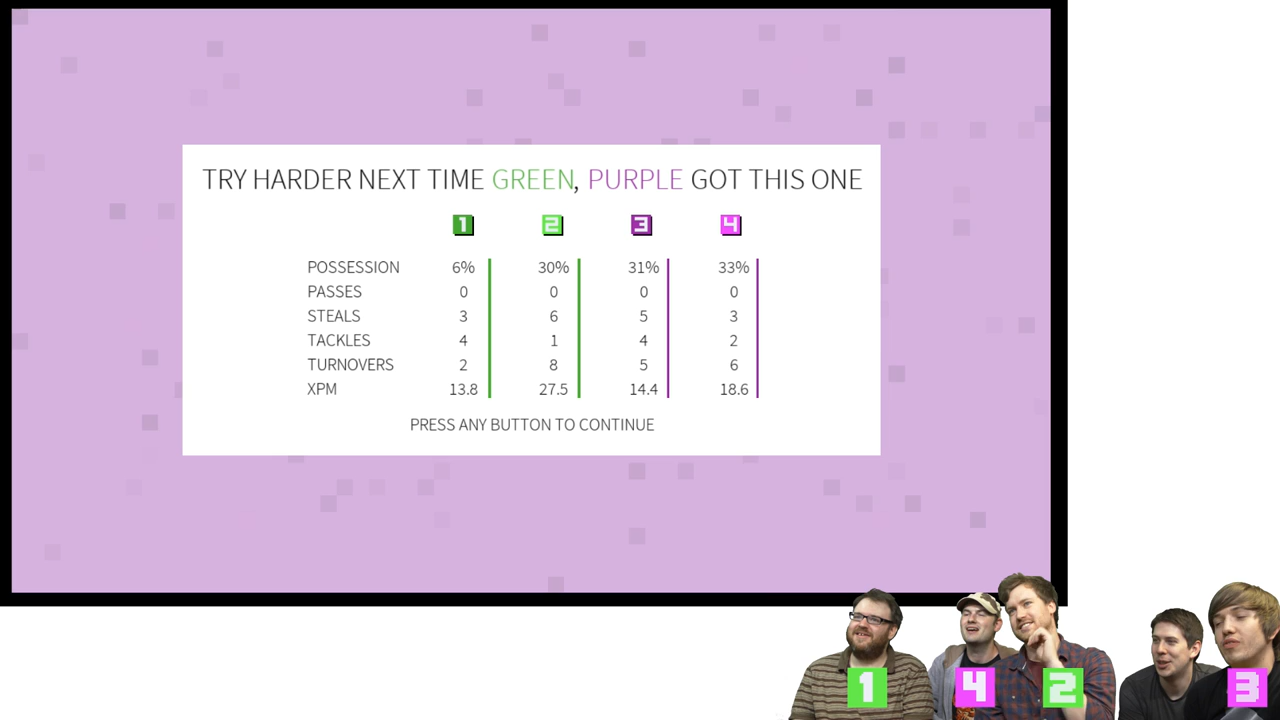 TRY HARDER NEXT TIME GREEN, PURPLE GOT THIS ONE
1 2 3 4
POSSESSION 6% 30% 31% 33%
PASSES 0 0 0 0
STEALS 3 6 5 3
TACKLES 4 1 4 2
TURNOVERS 2 8 5 6
XPM 13.8 27.5 14.4 18.6
PRESS ANY BUTTON TO CONTINUE
1 4 2 3